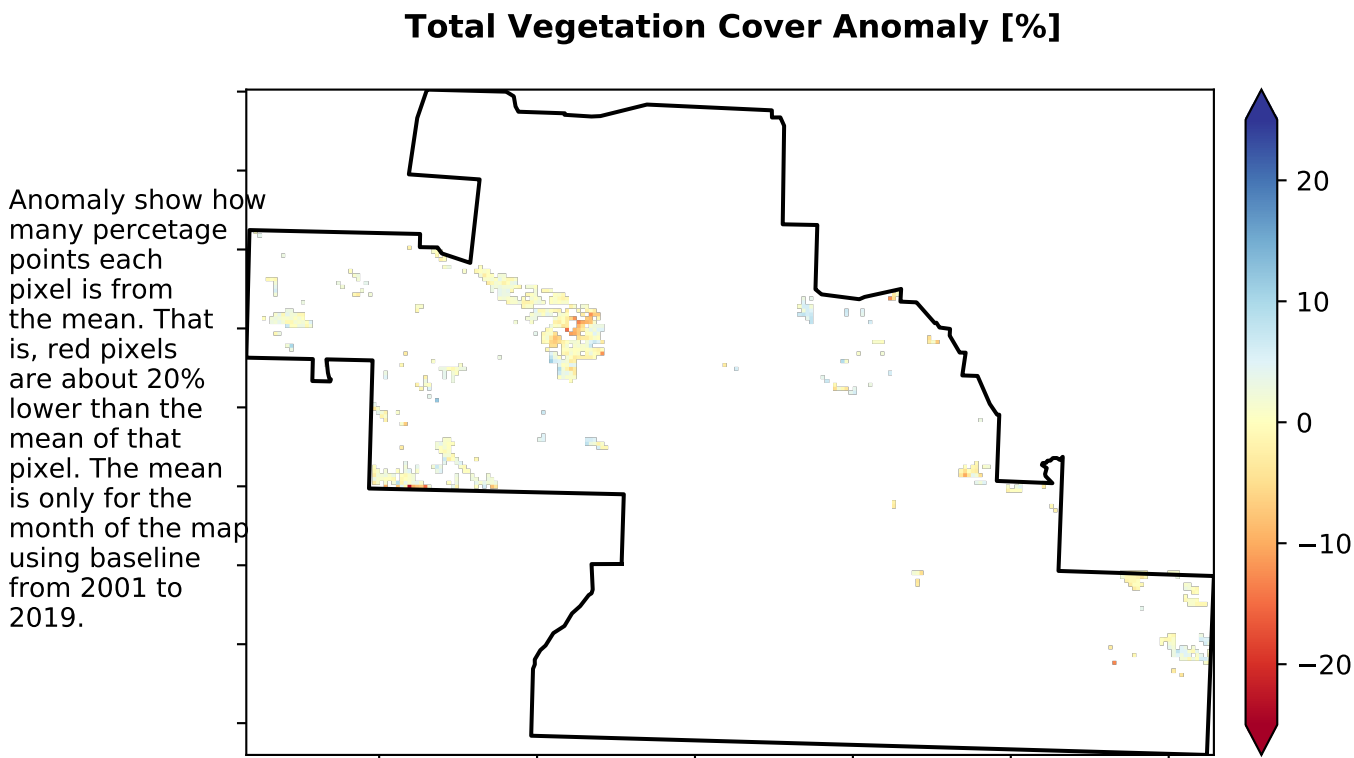 Total Vegetation Cover Anomaly [%]
Anomaly show how
many percetage
points each
pixel is from
the mean. That
is, red pixels
are about 20%
lower than the
mean of that
pixel. The mean
is only for the
month of the map
using baseline
from 2001 to
2019.
20
10
0
−10
−20